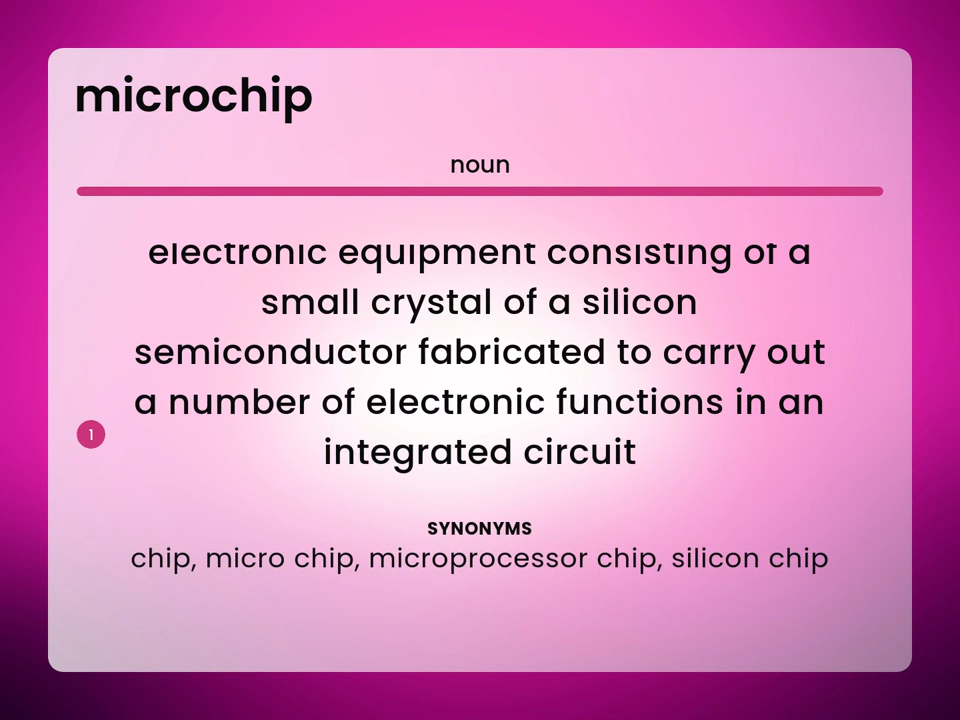 microchip
noun
electronic equipment consisting of a
small crystal of a silicon
semiconductor fabricated to carry out
a number of electronic functions in an
1
integrated circuit
SYNONYMS
chip, micro chip, microprocessor chip, silicon chip